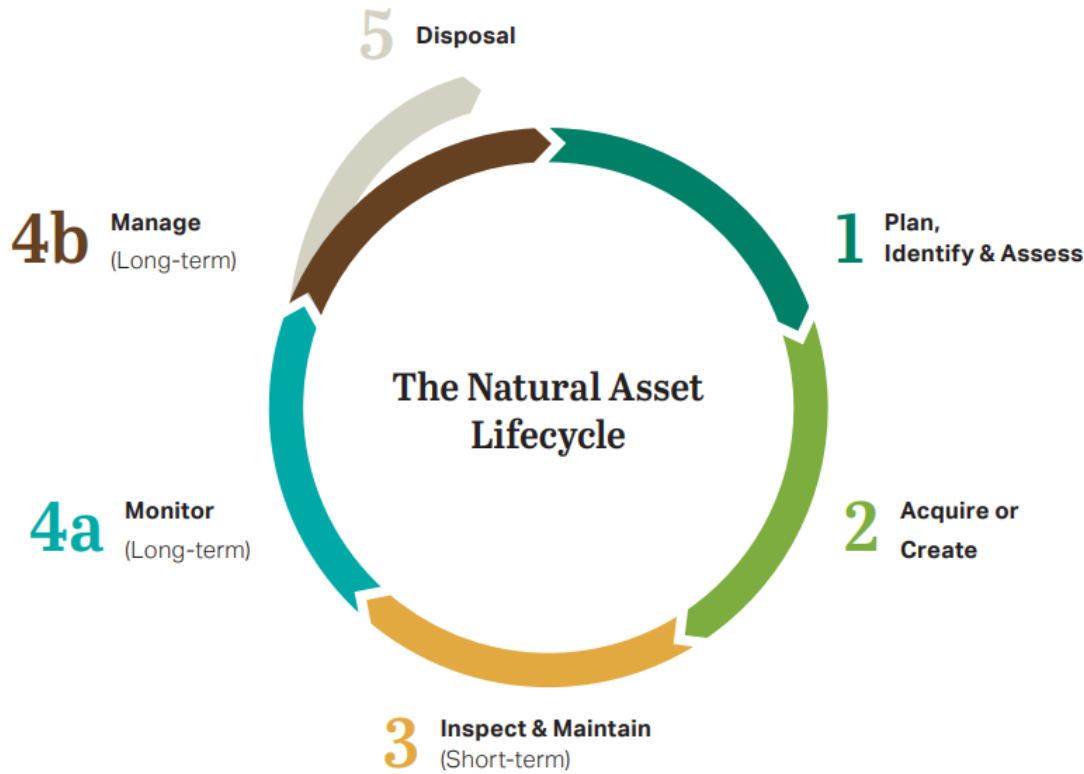 5 Disposal
4b Manage
(Long-term)
1 Plan,
Identify & Assess
The Natural Asset
Lifecycle
4a Monitor
(Long-term)
2 Acquire or
Create
3 Inspect & Maintain
(Short-term)